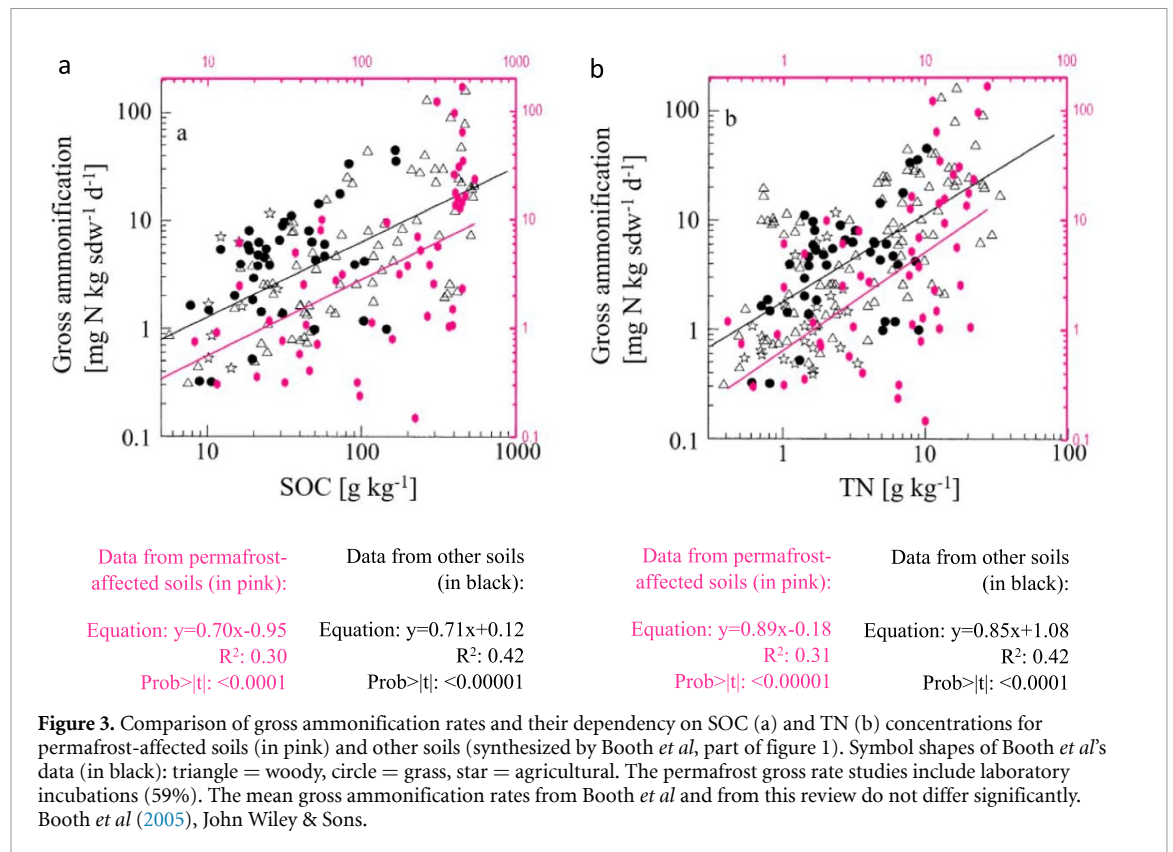 a
10
100
1000
100
10
1
0.1
a
100
10
1
0.1
Gross ammonification
[mg N kg sdw-1 d-1]
10
100
1000
SOC [g kg-1]
b
1
10
100
100
10
1
0.1
b
100
10
1
0.1
Gross ammonification
[mg N kg sdw-1 d-1]
1
10
100
TN [g kg-1]
Data from permafrost-
affected soils (in pink):
Equation: y=0.70x-0.95
R2: 0.30
Prob>|t|: <0.0001
Data from other soils
(in black):
Equation: y=0.71x+0.12
R2: 0.42
Prob>|t|: <0.00001
Data from permafrost-
affected soils (in pink):
Equation: y=0.89x-0.18
R2: 0.31
Prob>|t|: <0.00001
Data from other soils
(in black):
Equation: y=0.85x+1.08
R2: 0.42
Prob>|t|: <0.0001
Figure 3. Comparison of gross ammonification rates and their dependency on SOC (a) and TN (b) concentrations for
permafrost-affected soils (in pink) and other soils (synthesized by Booth et al, part of figure 1). Symbol shapes of Booth et al's
data (in black): triangle = woody, circle = grass, star = agricultural. The permafrost gross rate studies include laboratory
incubations (59%). The mean gross ammonification rates from Booth et al and from this review do not differ significantly.
Booth et al (2005), John Wiley & Sons.